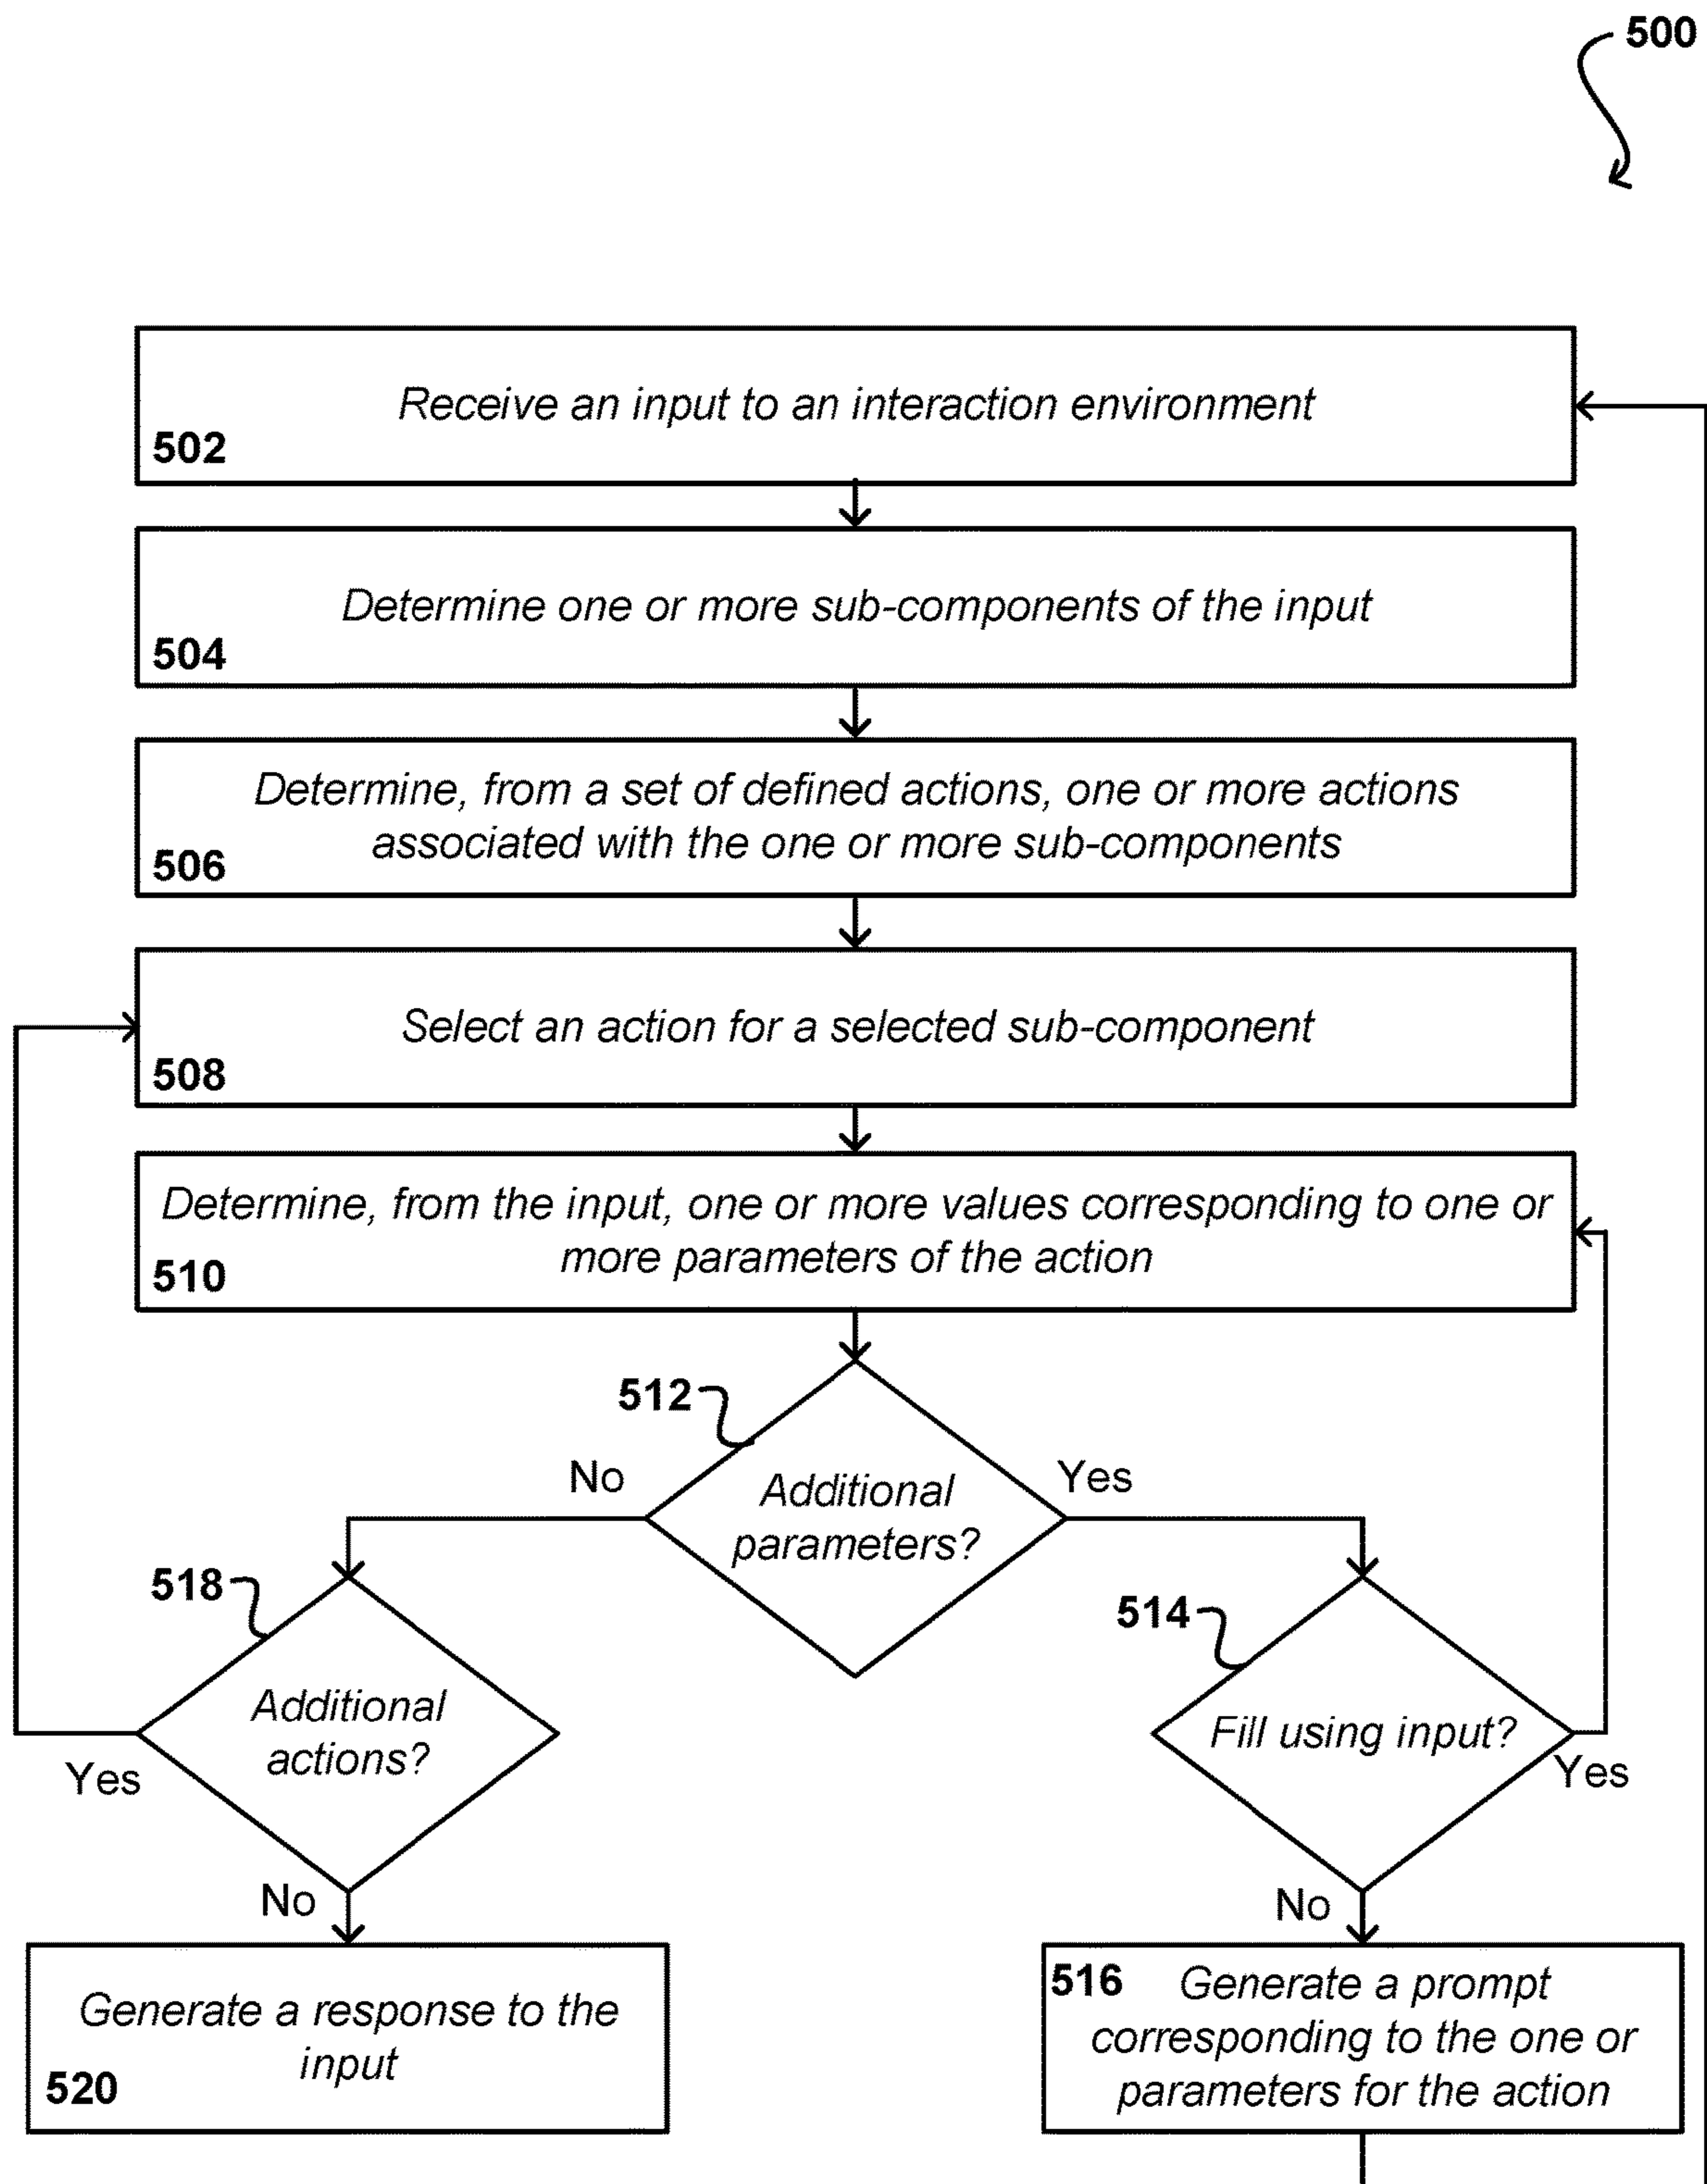 500
Receive an input to an interaction environment
502
Determine one or more sub-components of the input
504
Determine, from a set of defined actions, one or more actions
associated with the one or more sub-components
506
Select an action for a selected sub-component
508
Determine, from the input, one or more values corresponding to one or
more parameters of the action
510
512
No
Yes
Additional
parameters?
518
514
Additional
actions?
Fill using input?
Yes
Yes
No
No
Generate a response to the
input
520
516
Generate a prompt
corresponding to the one or
parameters for the action